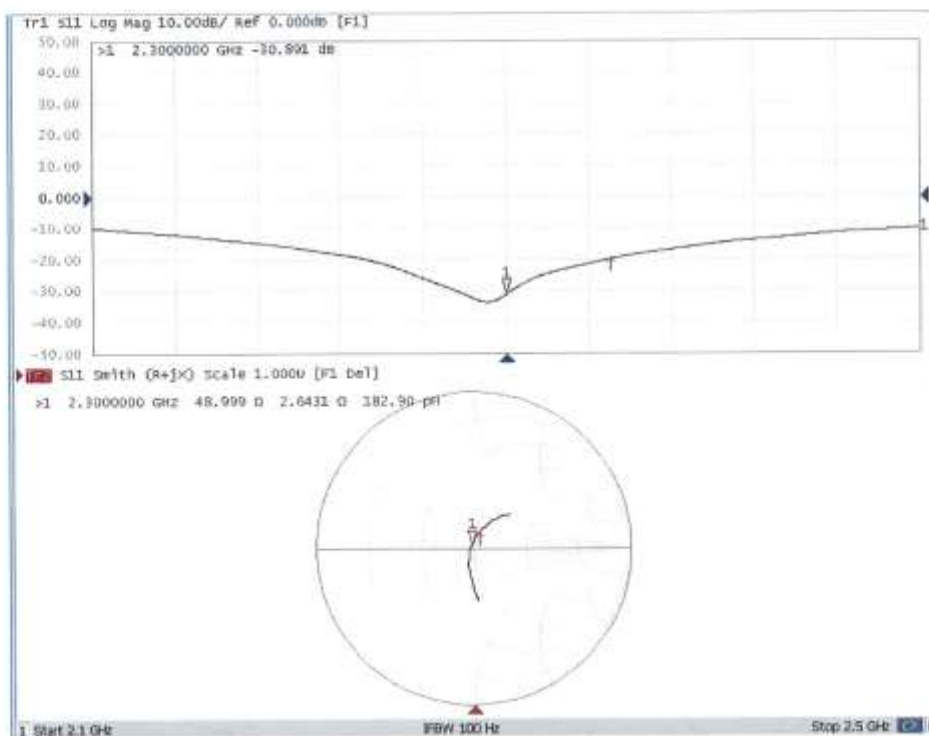 Tr1 S11 Log Mag 10.00dB/ Ref 0.000dB [F1]
50.00
>1 2.3000000 GHz -30.891 dB
40.00
30.00
20.00
10.00
0.000
-10.00
1
-20.00
1
-30.00
-40.00
-50.00
Tr2 S11 Smith (R+jX) Scale 1.000U [F1 Del]
>1 2.3000000 GHz 48.999 Ω 2.6431 Ω 182.90 pH
1
1 Start 2.1 GHz IFBW 100 Hz Stop 2.5 GHz